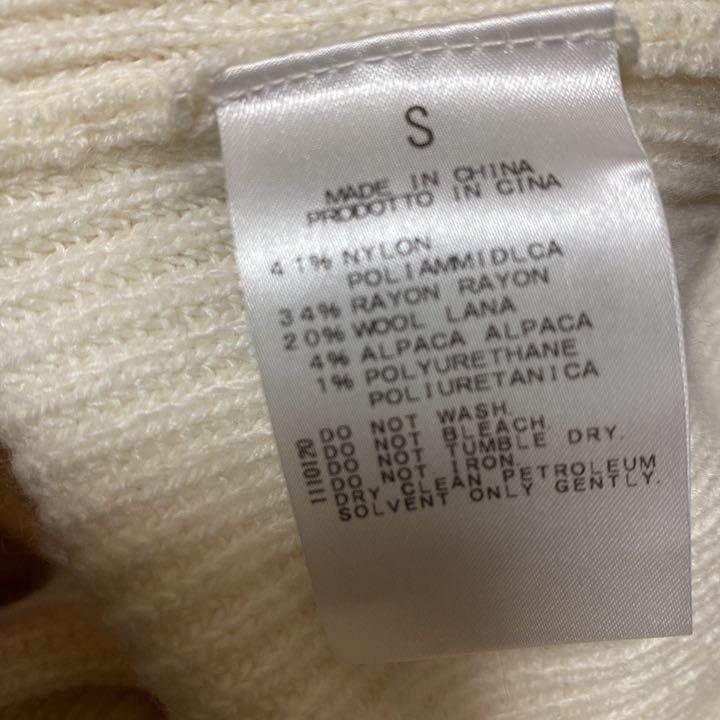 S
MADE IN CHINA
PRODOTTO IN CINA
41% NYLON
POLIAMMIDLCA
34% RAYON RAYON
20% WOOL LANA
4% ALPACA ALPACA
1% POLYURETHANE
POLIURETANICA
1110120
DO NOT WASH.
DO NOT BLEACH.
DO NOT TUMBLE DRY.
DO NOT IRON.
DRY CLEAN PETROLEUM
SOLVENT ONLY GENTLY.